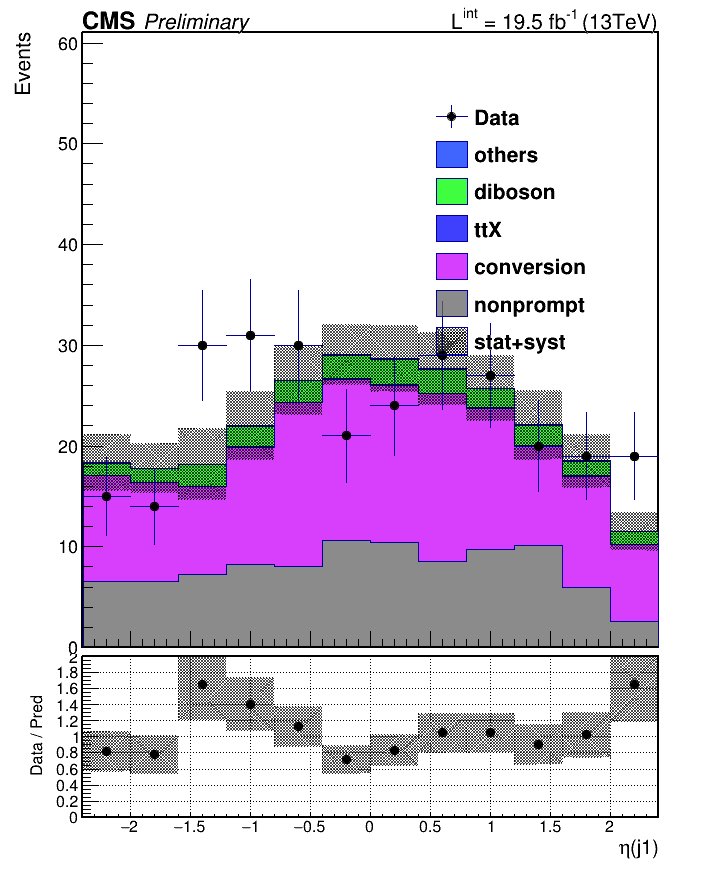 CMS Preliminary L^int = 19.5 fb^-1 (13TeV)
Events
60
50
40
30
20
10
0
Data
others
diboson
ttX
conversion
nonprompt
stat+syst
Data / Pred
2
1.8
1.6
1.4
1.2
1
0.8
0.6
0.4
0.2
0
−2 −1.5 −1 −0.5 0 0.5 1 1.5 2
η(j1)